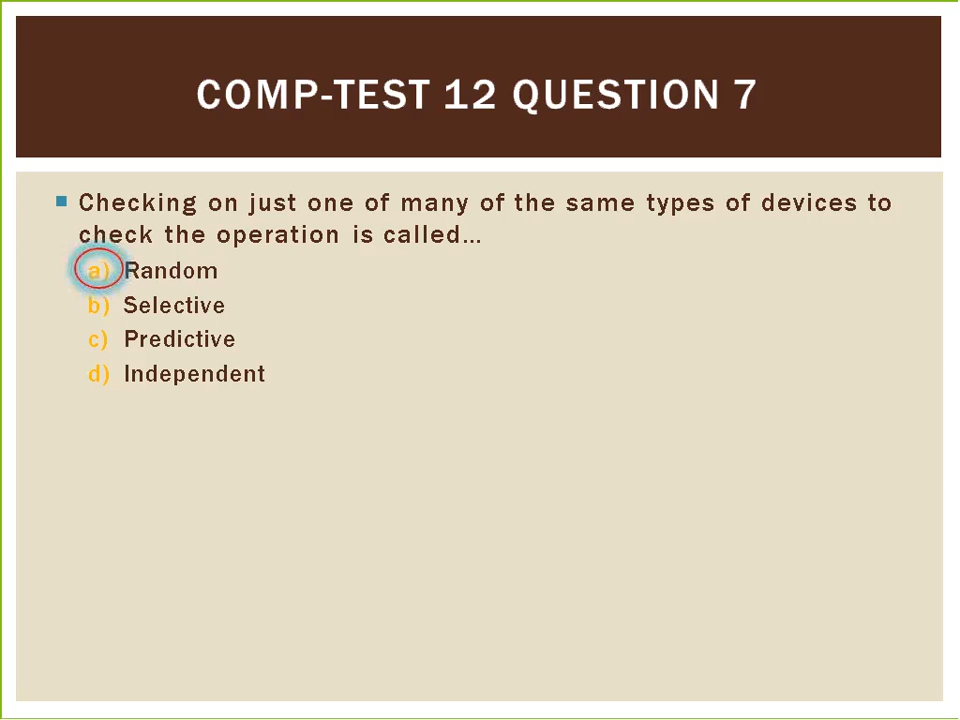 COMP-TEST 12 QUESTION 7
Checking on just one of many of the same types of devices to
check the operation is called…
a) Random
b) Selective
c) Predictive
d) Independent